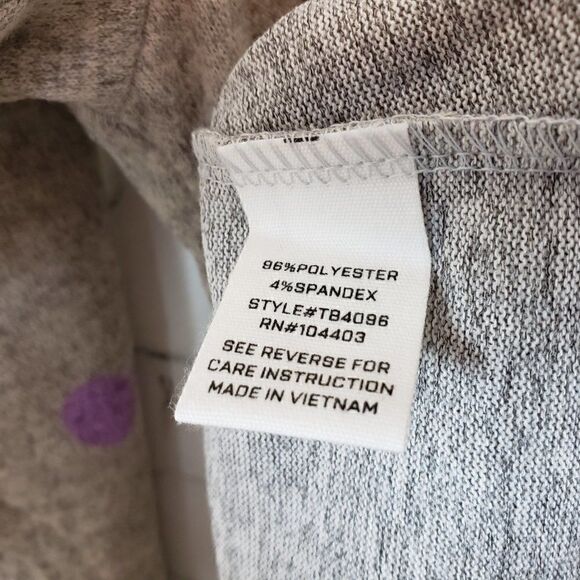 96%POLYESTER
4%SPANDEX
STYLE#TB4096
RN#104403
SEE REVERSE FOR
CARE INSTRUCTION
MADE IN VIETNAM